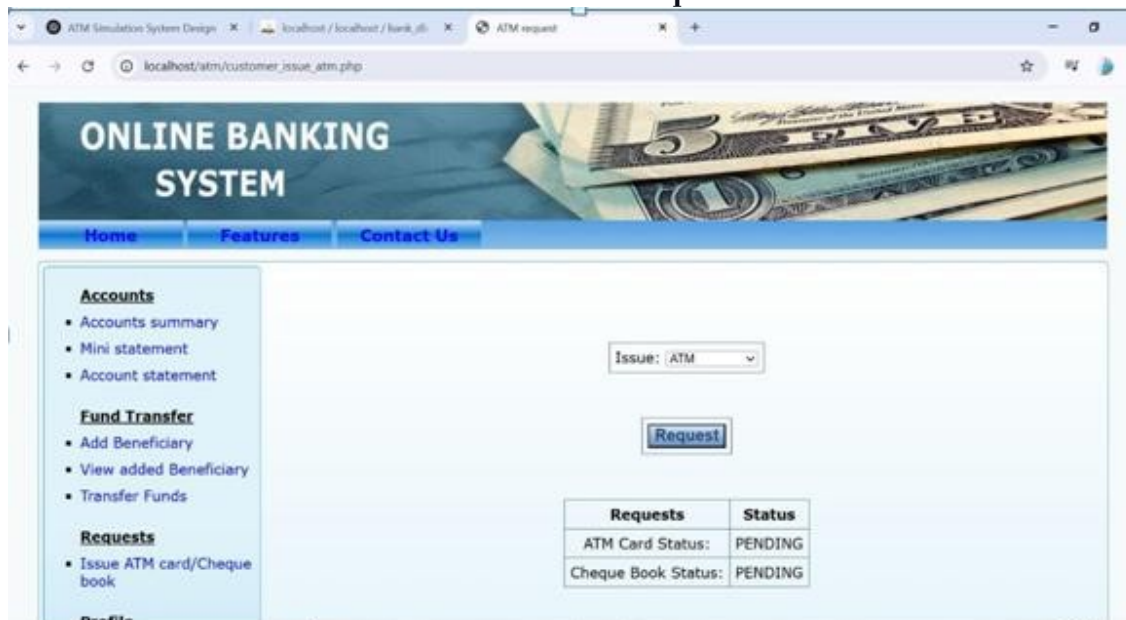 ATM Simulation System Design
localhost / localhost / bank_db
ATM request
localhost/atm/customer_issue_atm.php
ONLINE BANKING
SYSTEM
Home Features Contact Us
Accounts
Accounts summary
Mini statement
Account statement
Fund Transfer
Add Beneficiary
View added Beneficiary
Transfer Funds
Requests
Issue ATM card/Cheque
book
Issue: ATM
Request
Requests Status
ATM Card Status: PENDING
Cheque Book Status: PENDING